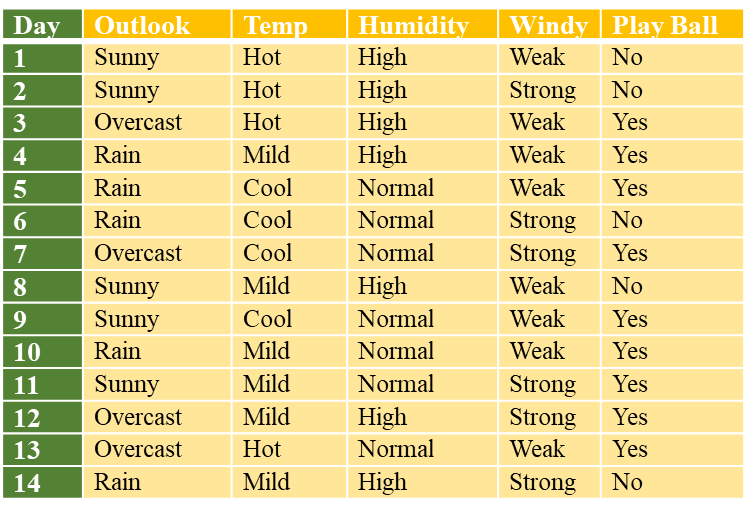 Day Outlook Temp Humidity Windy Play Ball
1 Sunny Hot High Weak No
2 Sunny Hot High Strong No
3 Overcast Hot High Weak Yes
4 Rain Mild High Weak Yes
5 Rain Cool Normal Weak Yes
6 Rain Cool Normal Strong No
7 Overcast Cool Normal Strong Yes
8 Sunny Mild High Weak No
9 Sunny Cool Normal Weak Yes
10 Rain Mild Normal Weak Yes
11 Sunny Mild Normal Strong Yes
12 Overcast Mild High Strong Yes
13 Overcast Hot Normal Weak Yes
14 Rain Mild High Strong No